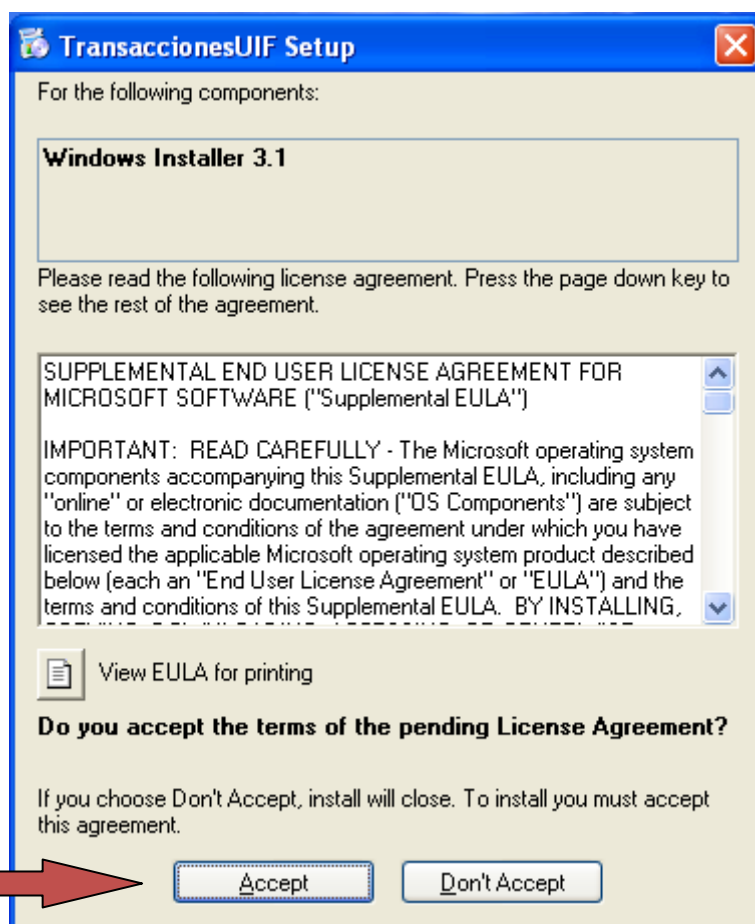 TransaccionesUIF Setup
For the following components:
Windows Installer 3.1
Please read the following license agreement. Press the page down key to
see the rest of the agreement.
SUPPLEMENTAL END USER LICENSE AGREEMENT FOR
MICROSOFT SOFTWARE ("Supplemental EULA")
IMPORTANT: READ CAREFULLY - The Microsoft operating system
components accompanying this Supplemental EULA, including any
"online" or electronic documentation ("OS Components") are subject
to the terms and conditions of the agreement under which you have
licensed the applicable Microsoft operating system product described
below (each an "End User License Agreement" or "EULA") and the
terms and conditions of this Supplemental EULA. BY INSTALLING,
View EULA for printing
Do you accept the terms of the pending License Agreement?
If you choose Don't Accept, install will close. To install you must accept
this agreement.
Accept
Don't Accept